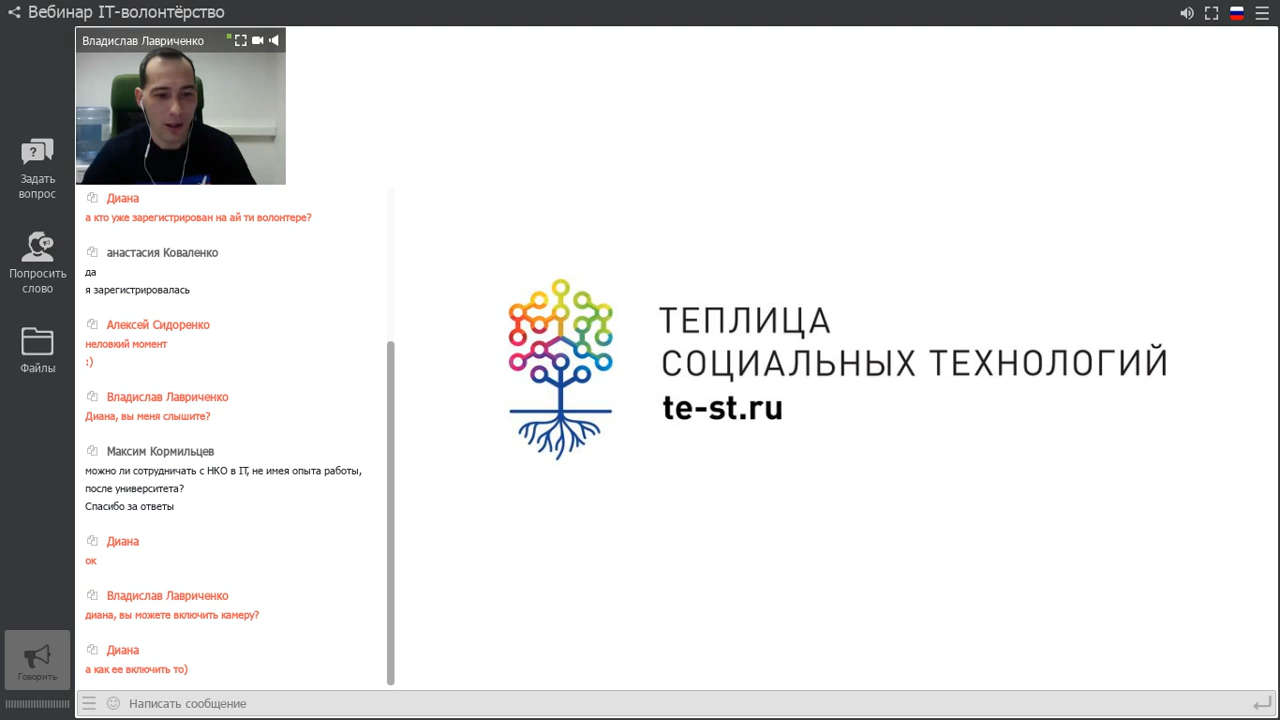 Вебинар IT-волонтёрство
Владислав Лавриченко
Задать
вопрос
Попросить
слово
Файлы
Говорить
Диана
а кто уже зарегистрирован на ай ти волонтере?
анастасия Коваленко
да
я зарегистрировалась
Алексей Сидоренко
неловкий момент
:)
Владислав Лавриченко
Диана, вы меня слышите?
Максим Кормильцев
можно ли сотрудничать с НКО в IT, не имея опыта работы,
после университета?
Спасибо за ответы
Диана
ок
Владислав Лавриченко
диана, вы можете включить камеру?
Диана
а как ее включить то)
Написать сообщение
ТЕПЛИЦА
СОЦИАЛЬНЫХ ТЕХНОЛОГИЙ
te-st.ru